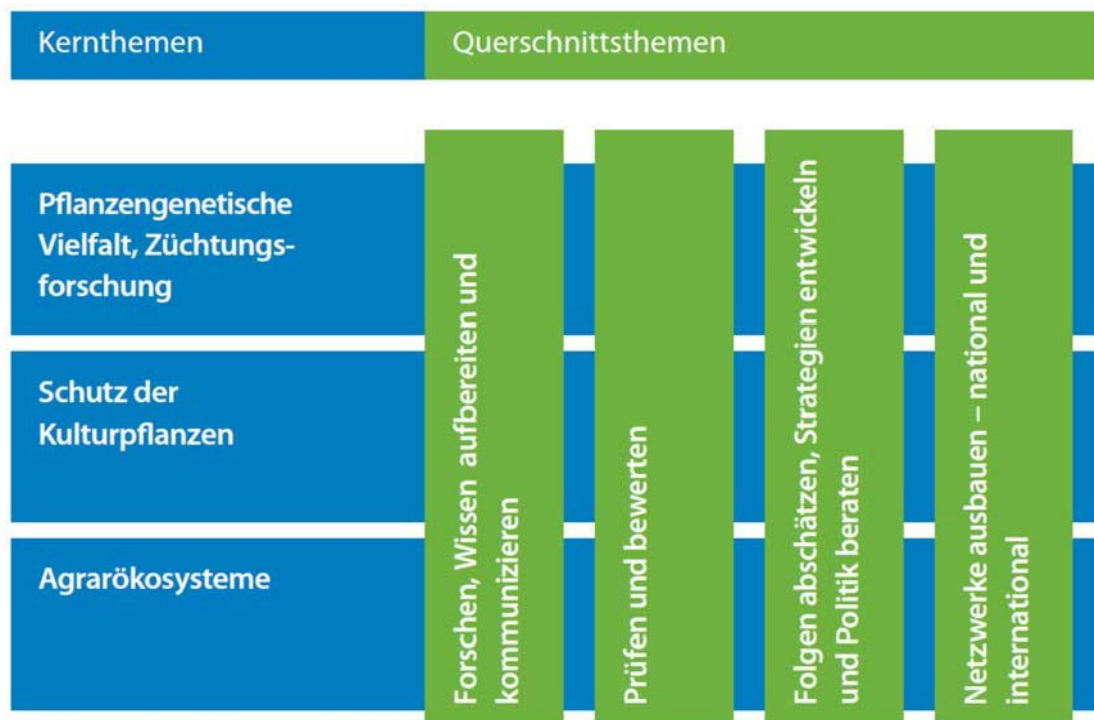 Kernthemen
Querschnittsthemen
Pflanzengenetische
Vielfalt, Züchtungs-
forschung
Schutz der
Kulturpflanzen
Agrarökosysteme
Forschen, Wissen aufbereiten und
kommunizieren
Prüfen und bewerten
Folgen abschätzen, Strategien entwickeln
und Politik beraten
Netzwerke ausbauen – national und
international